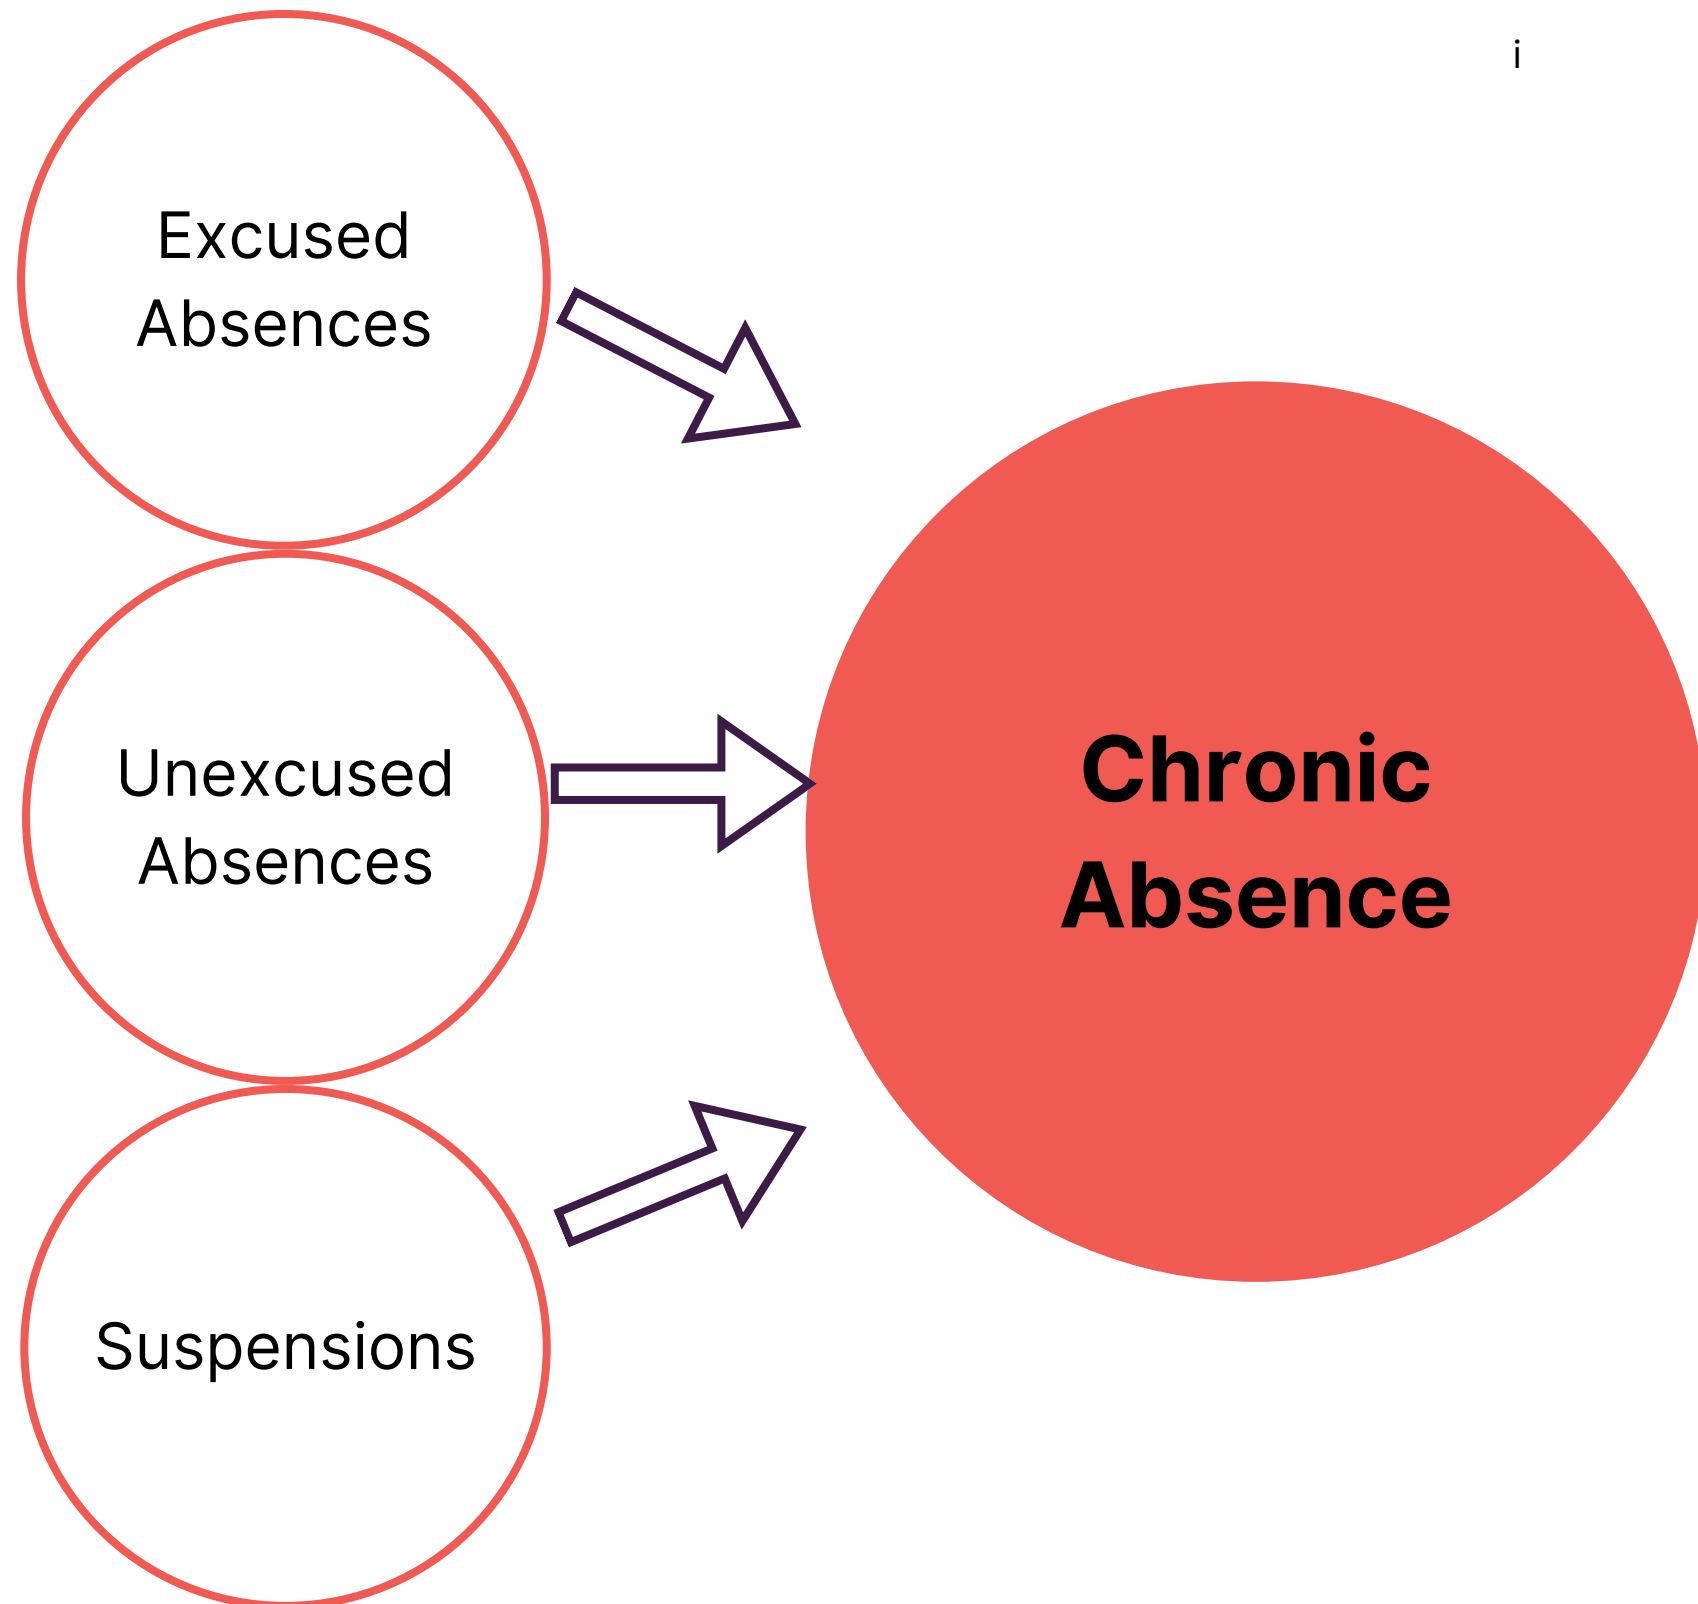 i
Excused
Absences
Unexcused
Absences
Suspensions
Chronic
Absence